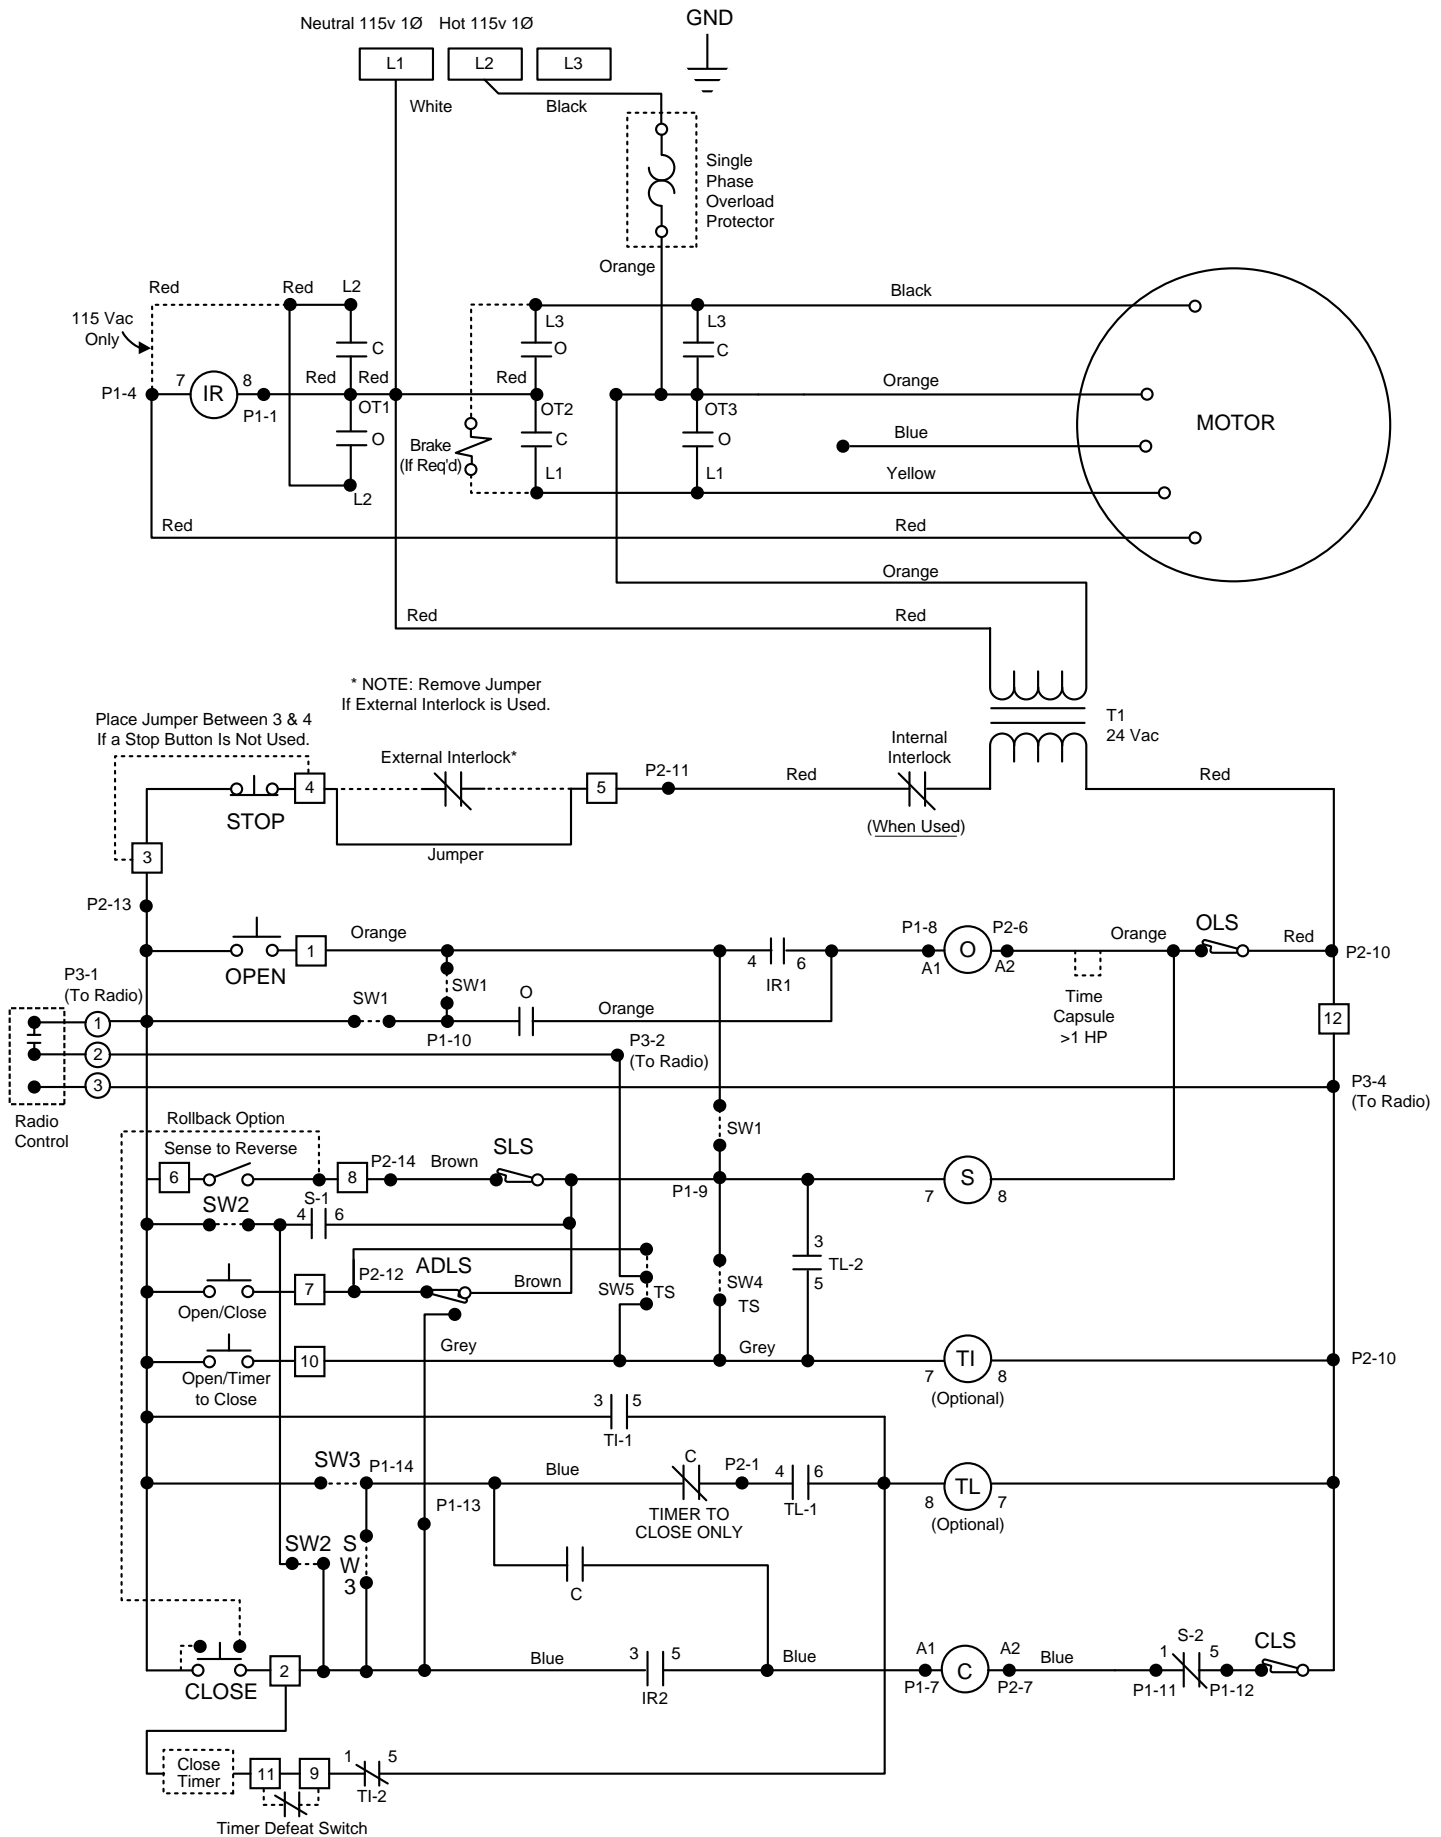 Neutral 115v 1Ø Hot 115v 1Ø GND
L1 L2 L3
White Black
Single
Phase
Overload
Protector
Orange
Red Red L2 Black
115 Vac
Only
L3 L3
C O C
P1-4 7 IR 8 Red Red Red Orange
P1-1 OT1 OT2 OT3
MOTOR
O C O
Brake
(If Req'd)
Blue
L2 L1 L1 Yellow
Red Red
Orange
Red Red
* NOTE: Remove Jumper
If External Interlock is Used.
T1
24 Vac
Place Jumper Between 3 & 4
If a Stop Button Is Not Used.
External Interlock*
Internal
Interlock
P2-11 Red Red
4 5
STOP
(When Used)
Jumper
3
P2-13
OPEN 1 Orange
4 6
IR1
P1-8 P2-6
A1 O A2
Orange OLS Red
P2-10
P3-1
(To Radio)
SW1 SW1
O
Orange
P1-10
Time
Capsule
>1 HP
12
1
2
3
P3-2
(To Radio)
P3-4
(To Radio)
Radio
Control
Rollback Option
SW1
Sense to Reverse
6 8 P2-14 Brown SLS
P1-9
7 S 8
SW2 4 S-1 6
3
TL-2
5
ADLS
P2-12
7
Open/Close
Brown
SW5 TS
SW4
TS
Grey Grey
10
Open/Timer
to Close
7 TI 8
(Optional)
P2-10
3 5
TI-1
SW3 P1-14 Blue C P2-1 4 6
TL-1
8 TL 7
(Optional)
TIMER TO
CLOSE ONLY
P1-13
SW2
S
W
3
C
CLOSE 2 Blue 3 5
IR2
Blue
A1 A2
C
P1-7 P2-7
Blue
S-2
1 5
P1-11 P1-12
CLS
Close
Timer
11 9 1 5
TI-2
Timer Defeat Switch